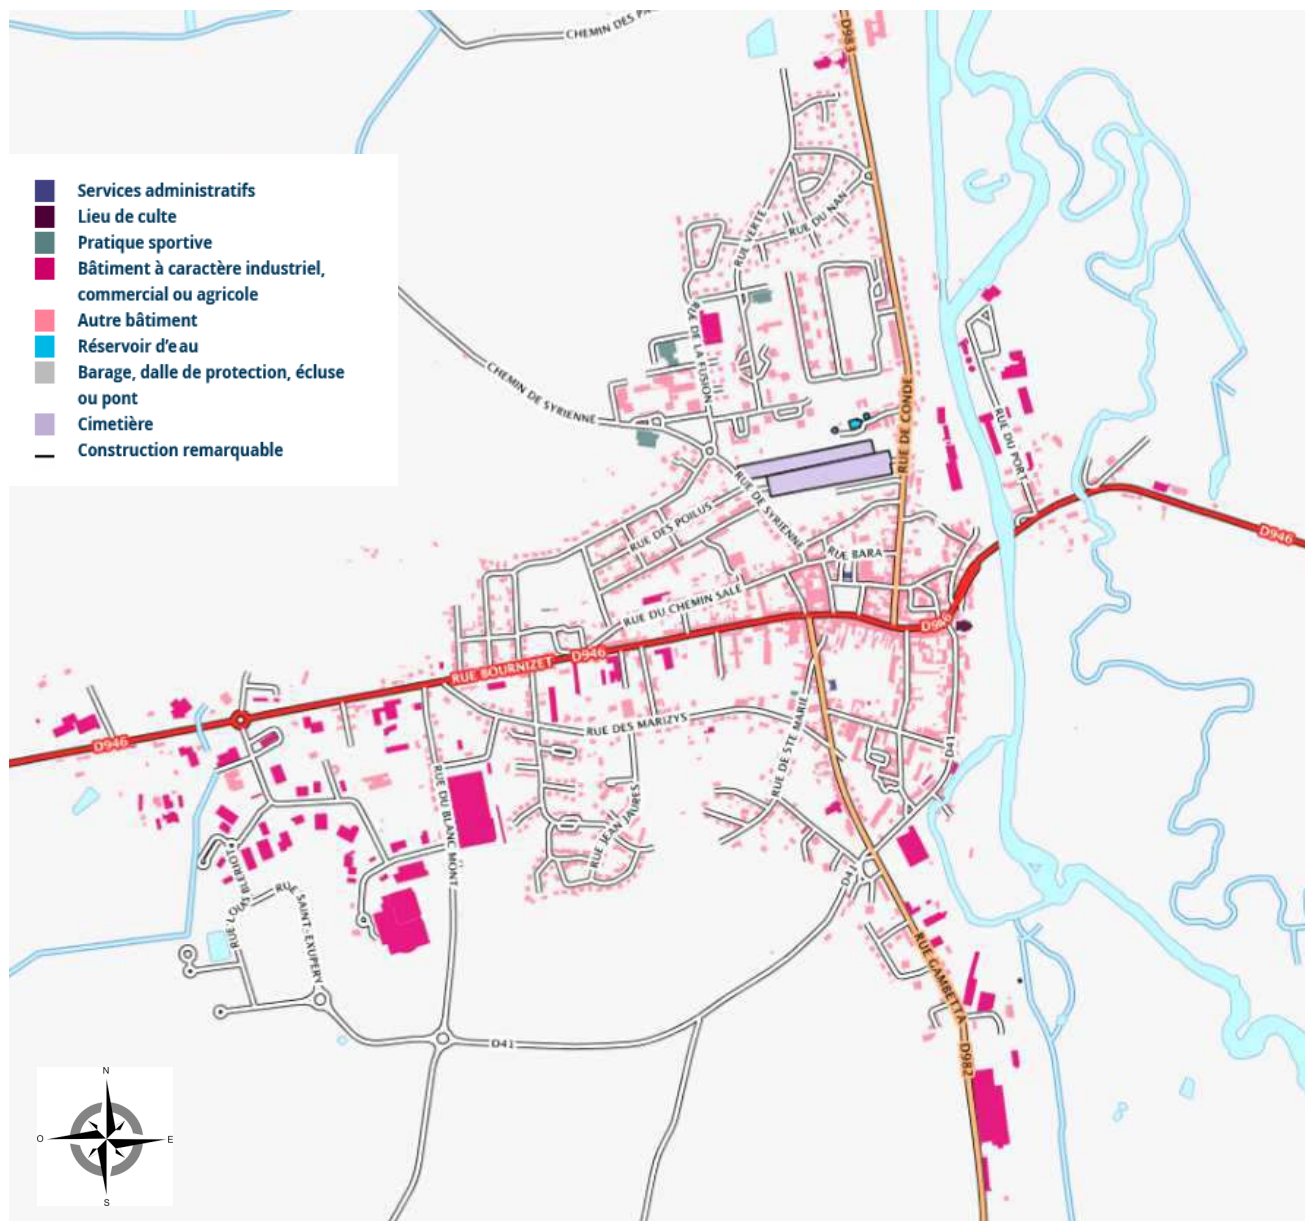 CHEMIN DES PA
D983
Services administratifs
Lieu de culte
Pratique sportive
Bâtiment à caractère industriel,
commercial ou agricole
Autre bâtiment
Réservoir d'eau
Barage, dalle de protection, écluse
ou pont
Cimetière
Construction remarquable
RUE VERTE
RUE DU NAN
RUE DE LA FUSION
CHEMIN DE SYRIENNE
RUE DE CONDE
RUE DU PORT
RUE DE SYRIENNE
RUE DES POILUS
RUE BARA
D946
RUE DU CHEMIN SALE
D946
D946
RUE BOURNIZET
D946
RUE DES MARIZYS
RUE DE STE MARIE
D41
RUE DU BLANC MONT
RUE JEAN JAURES
RUE LOUIS BLERIOT
RUE SAINT-EXUPERY
D41
RUE GAMBETTA
D41
D982
N
O
E
S